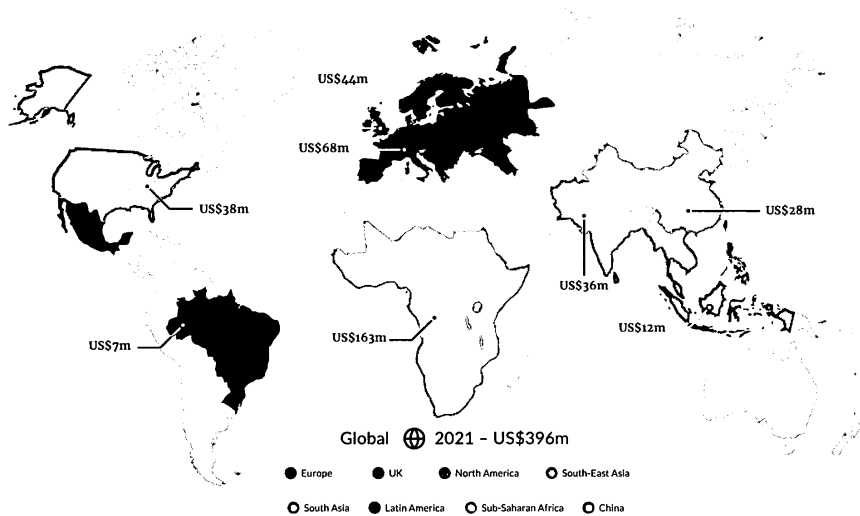 US$44m
US$68m
US$38m
US$28m
US$36m
US$12m
US$7m
US$163m
Global 2021 – US$396m
Europe UK North America South-East Asia
South Asia Latin America Sub-Saharan Africa China